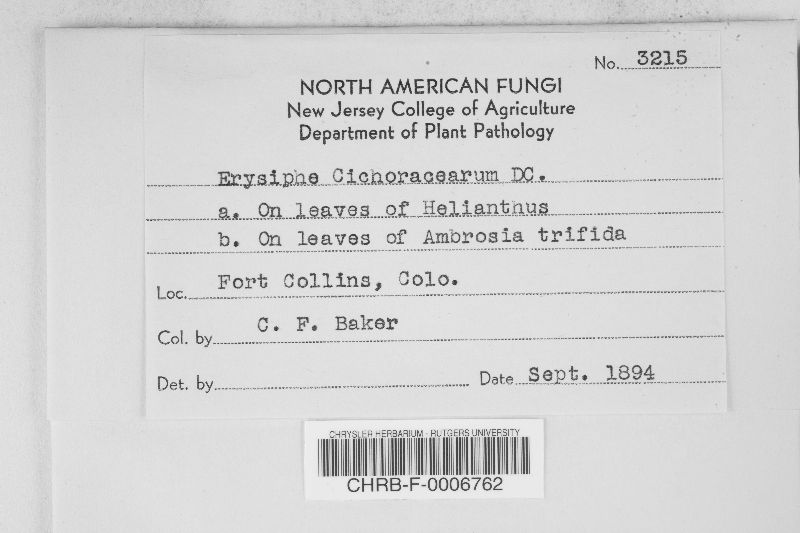 No. 3215
NORTH AMERICAN FUNGI
New Jersey College of Agriculture
Department of Plant Pathology
Erysiphe Cichoracearum DC.
a. On leaves of Helianthus
b. On leaves of Ambrosia trifida
Loc. Fort Collins, Colo.
Col. by C. F. Baker
Det. by Date Sept. 1894
CHRYSLER HERBARIUM - RUTGERS UNIVERSITY
CHRB-F-0006762